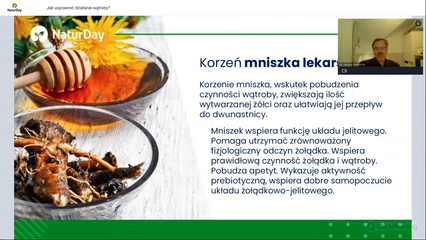 NaturDay
Jak usprawnić działanie wątroby?
NaturDay
Korzeń mniszka lekar
Korzenie mniszka, wskutek pobudzenia
czynności wątroby, zwiększają ilość
wytwarzanej żółci oraz ułatwiają jej przepływ
do dwunastnicy.
Mniszek wspiera funkcję układu jelitowego.
Pomaga utrzymać zrównoważony
fizjologiczny odczyn żołądka. Wspiera
prawidłową czynność żołądka i wątroby.
Pobudza apetyt. Wykazuje aktywność
prebiotyczną, wspiera dobre samopoczucie
układu żołądkowo-jelitowego.